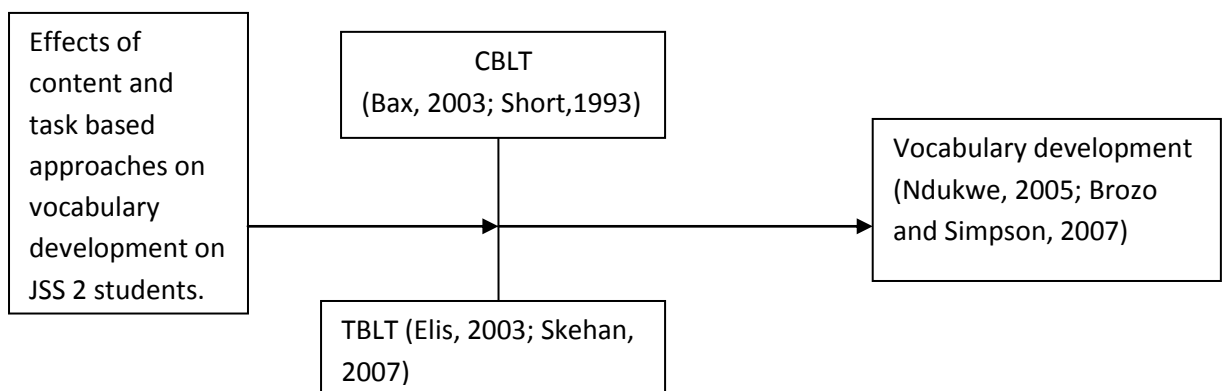 Effects of
content and
task based
approaches on
vocabulary
development on
JSS 2 students.
CBLT
(Bax, 2003; Short,1993)
TBLT (Elis, 2003; Skehan,
2007)
Vocabulary development
(Ndukwe, 2005; Brozo
and Simpson, 2007)